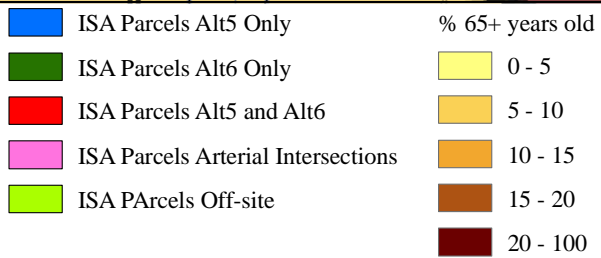 ISA Parcels Alt5 Only
ISA Parcels Alt6 Only
ISA Parcels Alt5 and Alt6
ISA Parcels Arterial Intersections
ISA PArcels Off-site
% 65+ years old
0 - 5
5 - 10
10 - 15
15 - 20
20 - 100